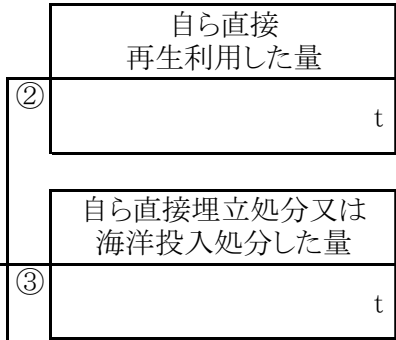 自ら直接
再生利用した量
②
t
自ら直接埋立処分又は
海洋投入処分した量
③
t